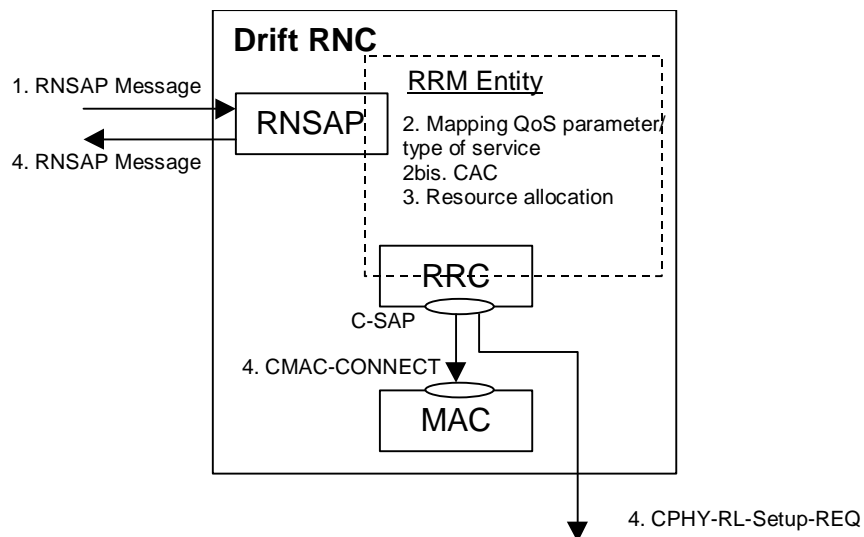 Drift RNC
1. RNSAP Message
RRM Entity
RNSAP
2. Mapping QoS parameter/
type of service
2bis. CAC
3. Resource allocation
4. RNSAP Message
RRC
C-SAP
4. CMAC-CONNECT
MAC
4. CPHY-RL-Setup-REQ